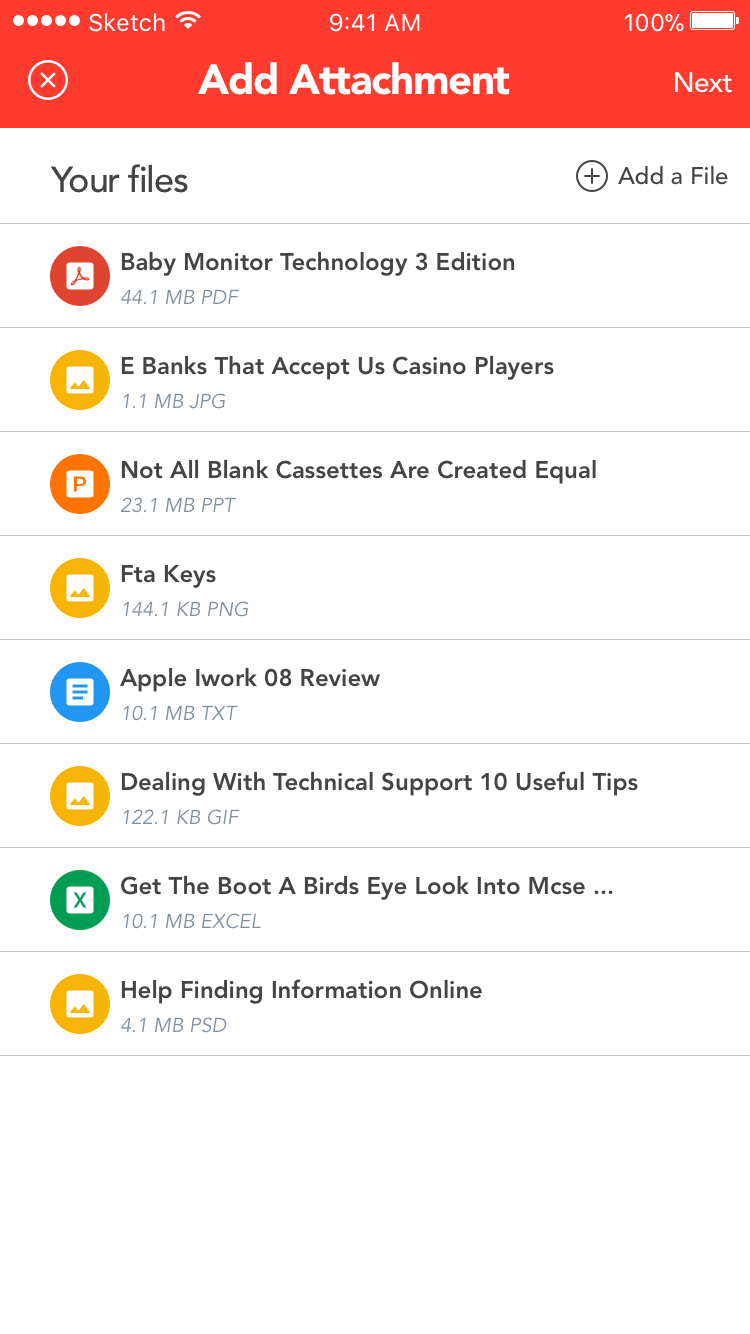 Sketch 9:41 AM 100%
Add Attachment Next
Your files Add a File
Baby Monitor Technology 3 Edition
44.1 MB PDF
E Banks That Accept Us Casino Players
1.1 MB JPG
P Not All Blank Cassettes Are Created Equal
23.1 MB PPT
Fta Keys
144.1 KB PNG
Apple Iwork 08 Review
10.1 MB TXT
Dealing With Technical Support 10 Useful Tips
122.1 KB GIF
X Get The Boot A Birds Eye Look Into Mcse ...
10.1 MB EXCEL
Help Finding Information Online
4.1 MB PSD